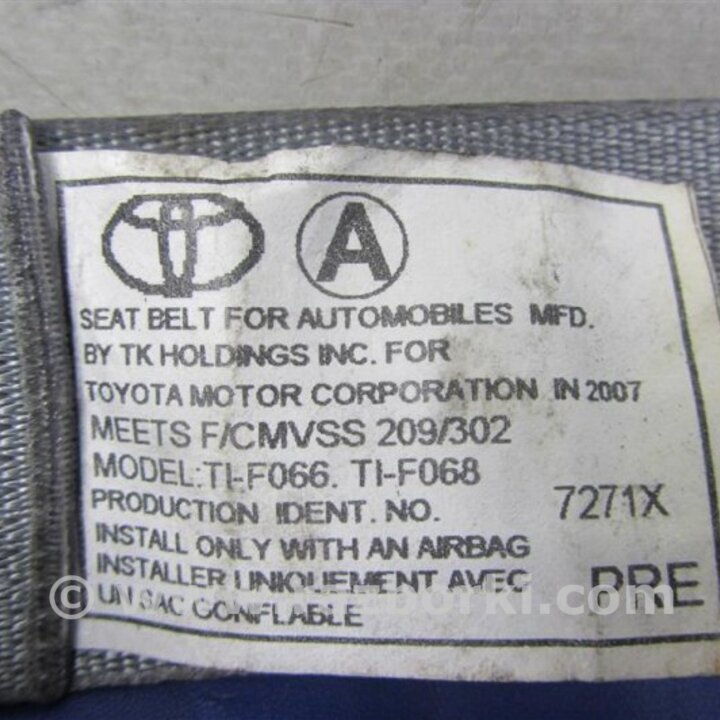 A
SEAT BELT FOR AUTOMOBILES MFD.
BY TK HOLDINGS INC. FOR
TOYOTA MOTOR CORPORATION IN 2007
MEETS F/CMVSS 209/302
MODEL:TI-F066. TI-F068
PRODUCTION IDENT. NO. 7271X
INSTALL ONLY WITH AN AIRBAG
INSTALLER UNIQUEMENT AVEC PRE
UN SAC GONFLABLE